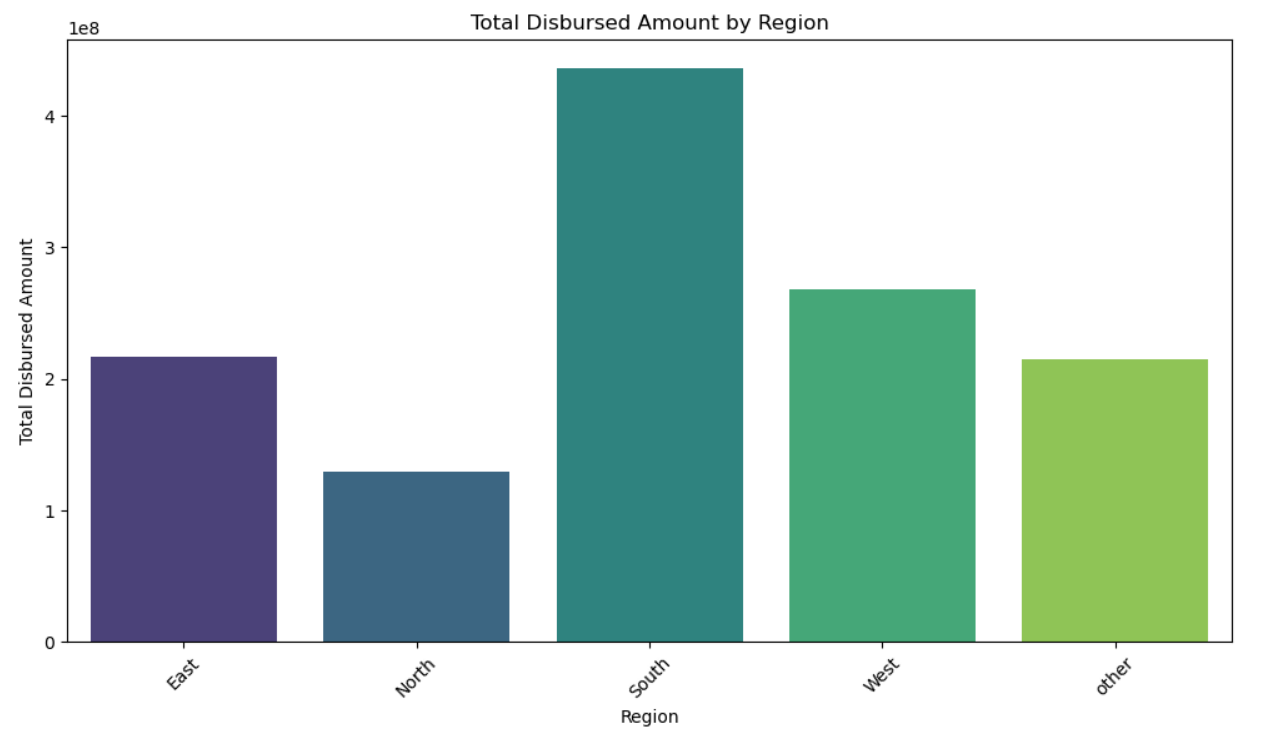 Total Disbursed Amount by Region
1e8
4
3
2
1
0
Total Disbursed Amount
East
North
South
West
other
Region